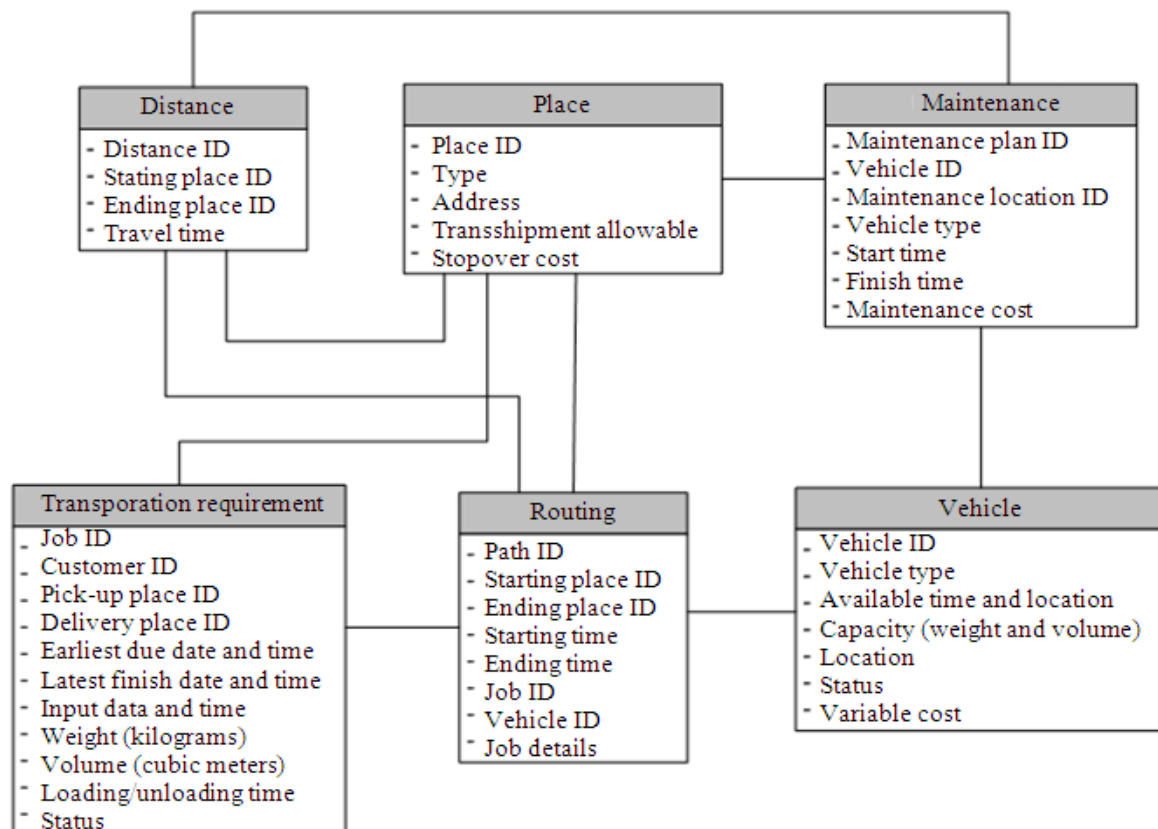 Distance
- Distance ID
- Stating place ID
- Ending place ID
- Travel time
Place
- Place ID
- Type
- Address
- Transshipment allowable
- Stopover cost
Maintenance
- Maintenance plan ID
- Vehicle ID
- Maintenance location ID
- Vehicle type
- Start time
- Finish time
- Maintenance cost
Transporation requirement
- Job ID
- Customer ID
- Pick-up place ID
- Delivery place ID
- Earliest due date and time
- Latest finish date and time
- Input data and time
- Weight (kilograms)
- Volume (cubic meters)
- Loading/unloading time
- Status
Routing
- Path ID
- Starting place ID
- Ending place ID
- Starting time
- Ending time
- Job ID
- Vehicle ID
- Job details
Vehicle
- Vehicle ID
- Vehicle type
- Available time and location
- Capacity (weight and volume)
- Location
- Status
- Variable cost